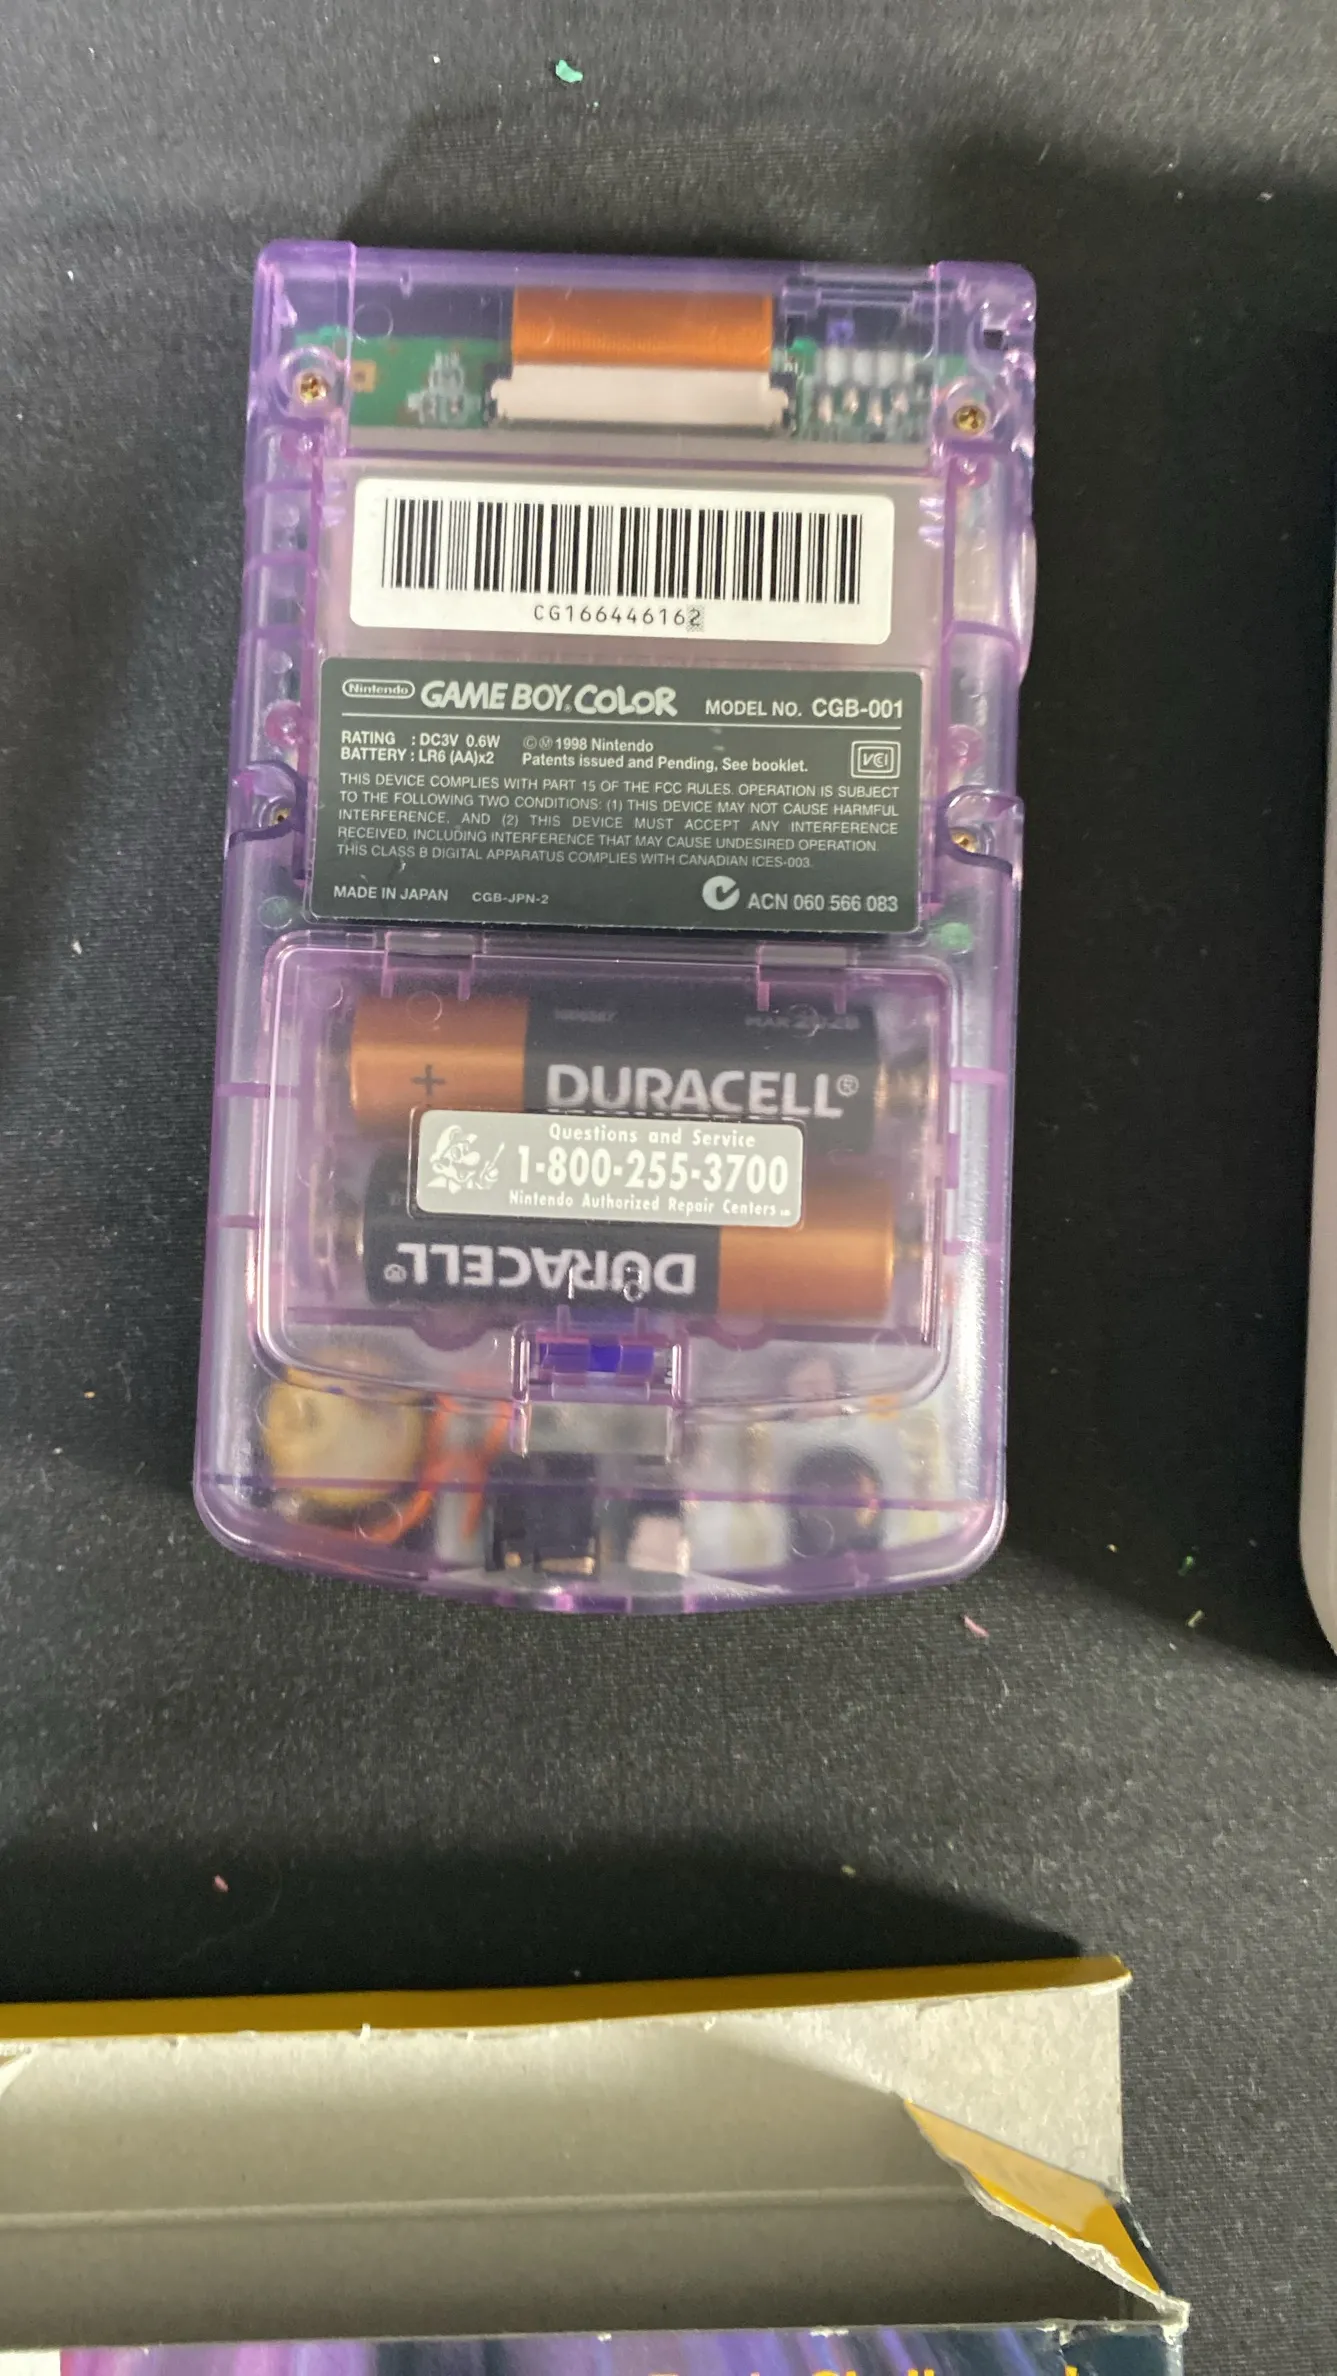 CG166446162
Nintendo GAME BOY COLOR MODEL NO. CGB-001
RATING : DC3V 0.6W ©Ⓜ1998 Nintendo
BATTERY : LR6 (AA)x2 Patents issued and Pending, See booklet.
VCI
THIS DEVICE COMPLIES WITH PART 15 OF THE FCC RULES. OPERATION IS SUBJECT
TO THE FOLLOWING TWO CONDITIONS: (1) THIS DEVICE MAY NOT CAUSE HARMFUL
INTERFERENCE, AND (2) THIS DEVICE MUST ACCEPT ANY INTERFERENCE
RECEIVED, INCLUDING INTERFERENCE THAT MAY CAUSE UNDESIRED OPERATION.
THIS CLASS B DIGITAL APPARATUS COMPLIES WITH CANADIAN ICES-003.
MADE IN JAPAN CGB-JPN-2 ACN 060 566 083
+ DURACELL®
Questions and Service
1-800-255-3700
Nintendo Authorized Repair Centers
DURACELL®